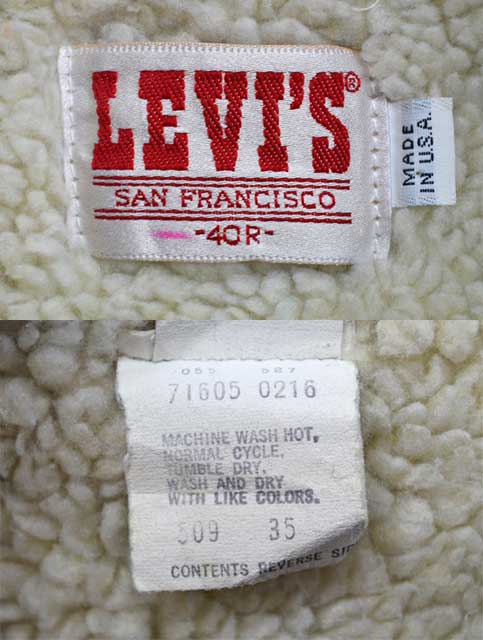 LEVI'S®
SAN FRANCISCO
-40R-
MADE
IN U.S.A.
71605 0216
MACHINE WASH HOT,
NORMAL CYCLE,
TUMBLE DRY,
WASH AND DRY
WITH LIKE COLORS.
509 35
CONTENTS REVERSE